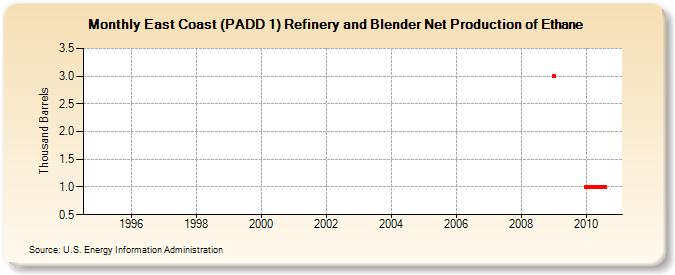 Monthly East Coast (PADD 1) Refinery and Blender Net Production of Ethane
Thousand Barrels
3.5
3.0
2.5
2.0
1.5
1.0
0.5
1996 1998 2000 2002 2004 2006 2008 2010
Source: U.S. Energy Information Administration